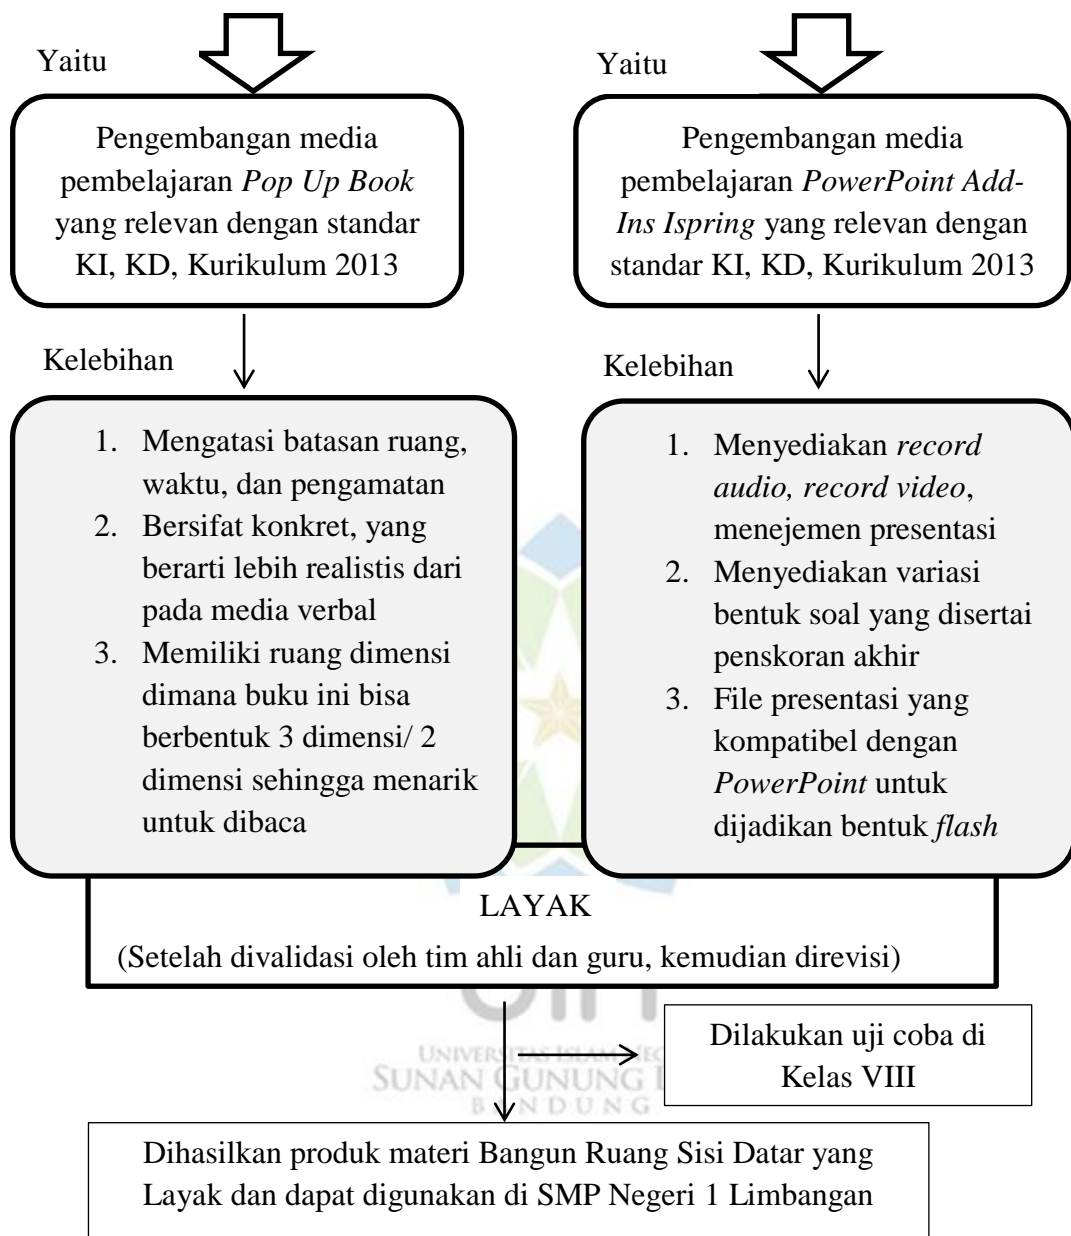 Yaitu
Pengembangan media
pembelajaran Pop Up Book
yang relevan dengan standar
KI, KD, Kurikulum 2013
Kelebihan
1. Mengatasi batasan ruang,
waktu, dan pengamatan
2. Bersifat konkret, yang
berarti lebih realistis dari
pada media verbal
3. Memiliki ruang dimensi
dimana buku ini bisa
berbentuk 3 dimensi/ 2
dimensi sehingga menarik
untuk dibaca
Yaitu
Pengembangan media
pembelajaran PowerPoint Add-
Ins Ispring yang relevan dengan
standar KI, KD, Kurikulum 2013
Kelebihan
1. Menyediakan record
audio, record video,
menejemen presentasi
2. Menyediakan variasi
bentuk soal yang disertai
penskoran akhir
3. File presentasi yang
kompatibel dengan
PowerPoint untuk
dijadikan bentuk flash
LAYAK
(Setelah divalidasi oleh tim ahli dan guru, kemudian direvisi)
Dilakukan uji coba di
Kelas VIII
UNIVERSITAS ISLAM
SUNAN GUNUNG
BANDUNG
Dihasilkan produk materi Bangun Ruang Sisi Datar yang
Layak dan dapat digunakan di SMP Negeri 1 Limbangan